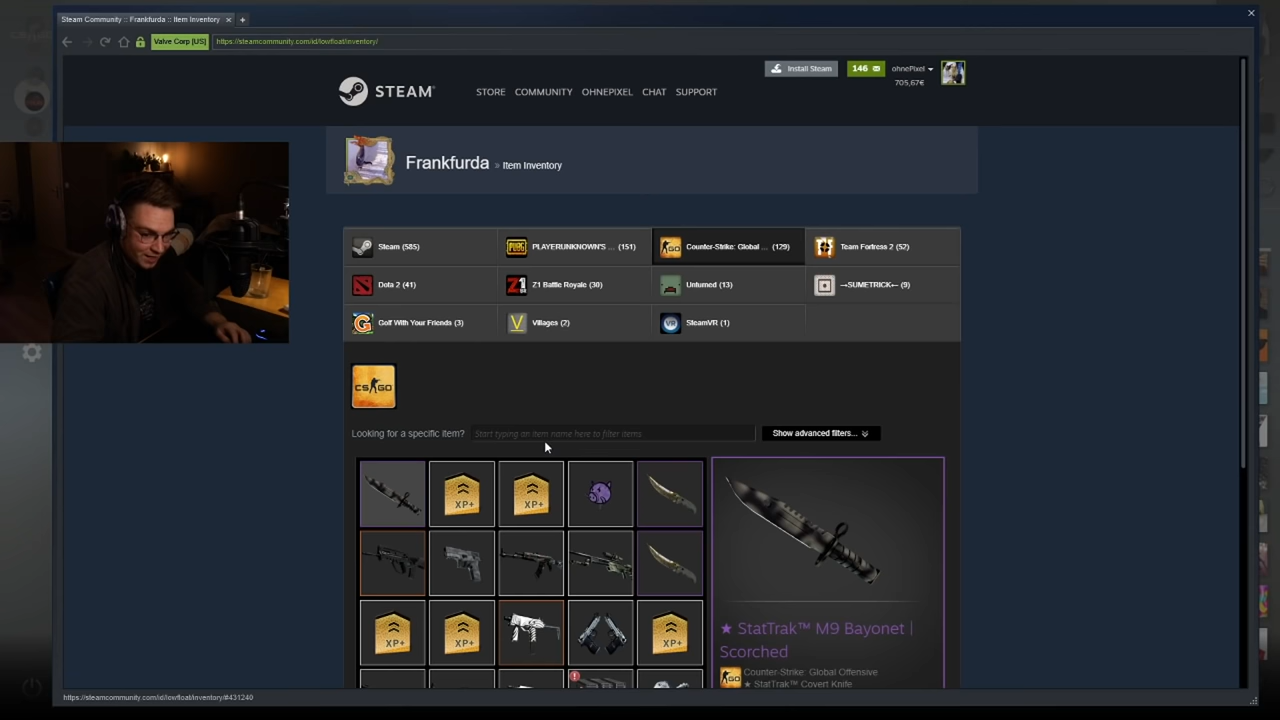 Steam Community :: Frankfurda :: Item Inventory
Valve Corp [US]
https://steamcommunity.com/id/lowfloat/inventory/
Install Steam
146
ohnePixel
705,67€
STEAM®
STORE
COMMUNITY
OHNEPIXEL
CHAT
SUPPORT
Frankfurda » Item Inventory
Steam (585)
PLAYERUNKNOWN'S ... (151)
Counter-Strike: Global ... (129)
Team Fortress 2 (52)
Dota 2 (41)
Z1 Battle Royale (30)
Unturned (13)
→SUMETRICK← (9)
Golf With Your Friends (3)
Villages (2)
SteamVR (1)
CS GO
Looking for a specific item?
Start typing an item name here to filter items
Show advanced filters...
XP+
XP+
XP+
XP+
XP+
★ StatTrak™ M9 Bayonet |
Scorched
Counter-Strike: Global Offensive
★ StatTrak™ Covert Knife
https://steamcommunity.com/id/lowfloat/inventory/#431240